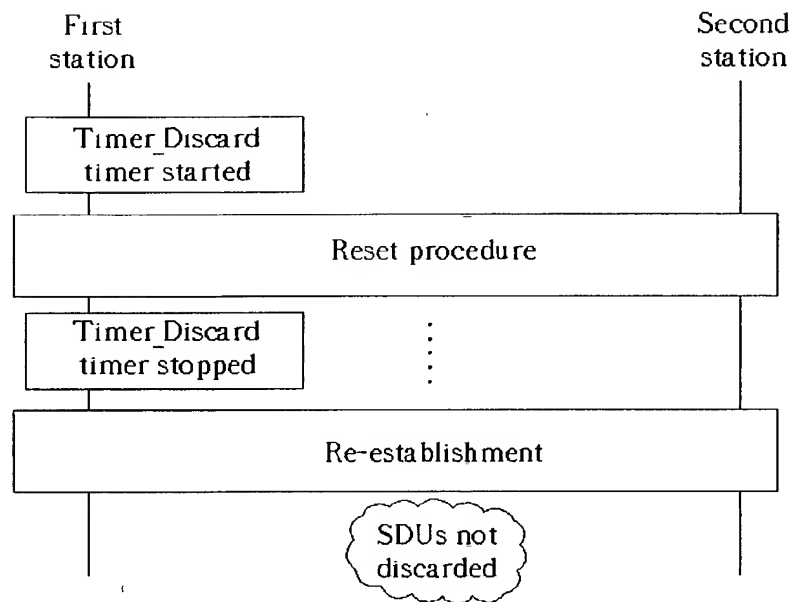 First
station
Second
station
Timer_Discard
timer started
Reset procedure
Timer_Discard
timer stopped
Re-establishment
SDUs not
discarded